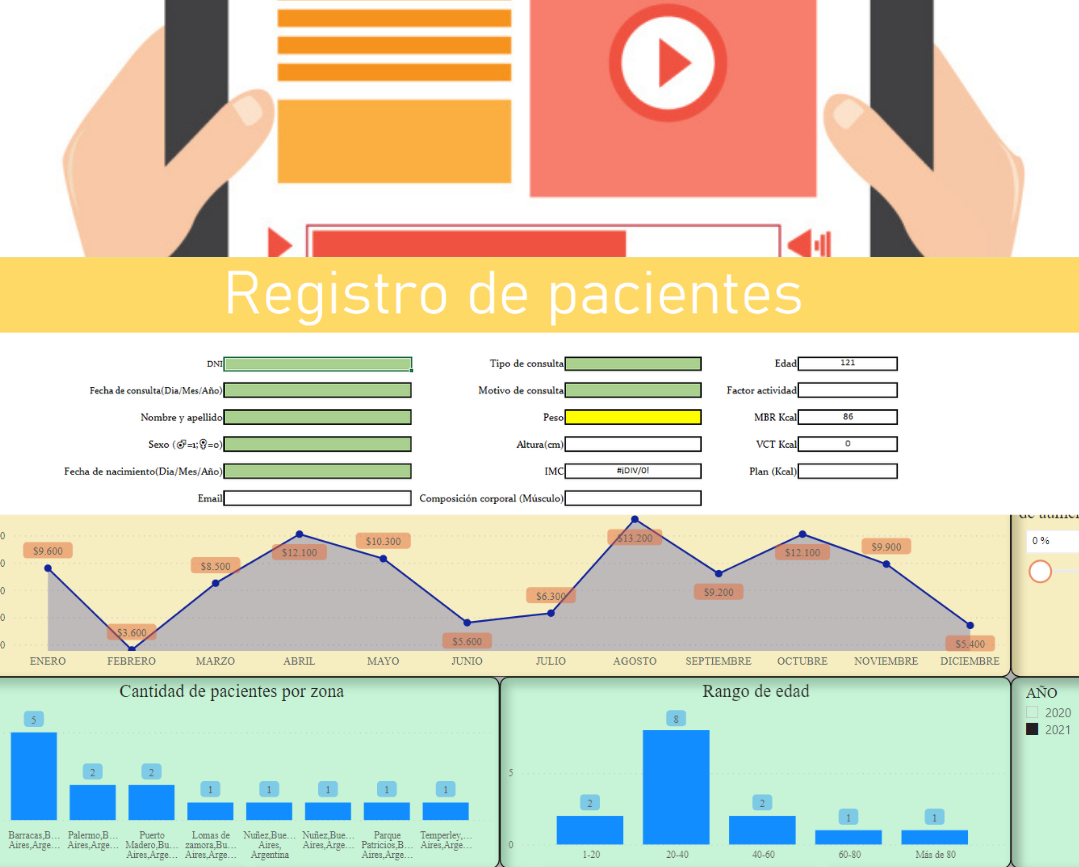 Registro de pacientes
DNI
Tipo de consulta
Edad 121
Fecha de consulta(Dia/Mes/Año)
Motivo de consulta
Factor actividad
Nombre y apellido
Peso
MBR Kcal 86
Sexo (♂=1;♀=0)
Altura(cm)
VCT Kcal 0
Fecha de nacimiento(Dia/Mes/Año)
IMC #¡DIV/0!
Plan (Kcal)
Email
Composición corporal (Músculo)
$9.600
$3.600
$8.500
$12.100
$10.300
$5.600
$6.300
$13.200
$9.200
$12.100
$9.900
$5.400
0
0
0
0
0
ENERO FEBRERO MARZO ABRIL MAYO JUNIO JULIO AGOSTO SEPTIEMBRE OCTUBRE NOVIEMBRE DICIEMBRE
0 %
Cantidad de pacientes por zona
5 2 2 1 1 1 1 1
Barracas,B...
Aires,Arge...
Palermo,B...
Aires,Arge...
Puerto
Madero,Bu...
Aires,Arge...
Lomas de
zamora,Bu...
Aires,Arge...
Nuñez,Bue...
Aires,
Argentina
Nuñez,Bue...
Aires,Arge...
Parque
Patricios,B...
Aires,Arge...
Temperley,...
Aires,Arge...
Rango de edad
5
0
2 8 2 1 1
1-20 20-40 40-60 60-80 Más de 80
AÑO
2020
2021